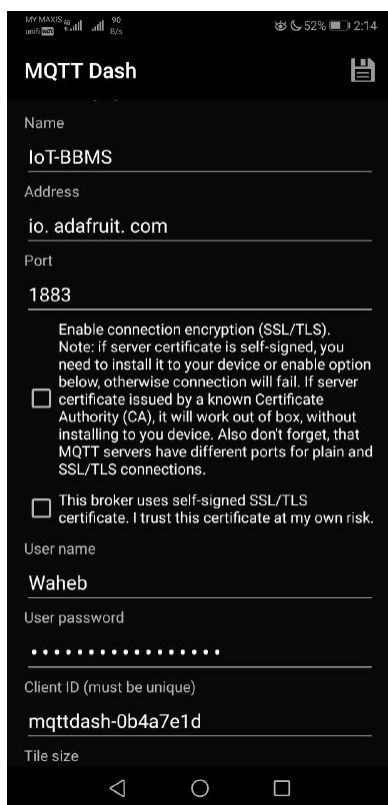 MY MAXIS 4G 90
unifi VoLTE B/s 52% 2:14
MQTT Dash
Name
IoT-BBMS
Address
io. adafruit. com
Port
1883
Enable connection encryption (SSL/TLS).
Note: if server certificate is self-signed, you
need to install it to your device or enable option
below, otherwise connection will fail. If server
certificate issued by a known Certificate
Authority (CA), it will work out of box, without
installing to you device. Also don't forget, that
MQTT servers have different ports for plain and
SSL/TLS connections.
This broker uses self-signed SSL/TLS
certificate. I trust this certificate at my own risk.
User name
Waheb
User password
•••••••••••••••••
Client ID (must be unique)
mqttdash-0b4a7e1d
Tile size